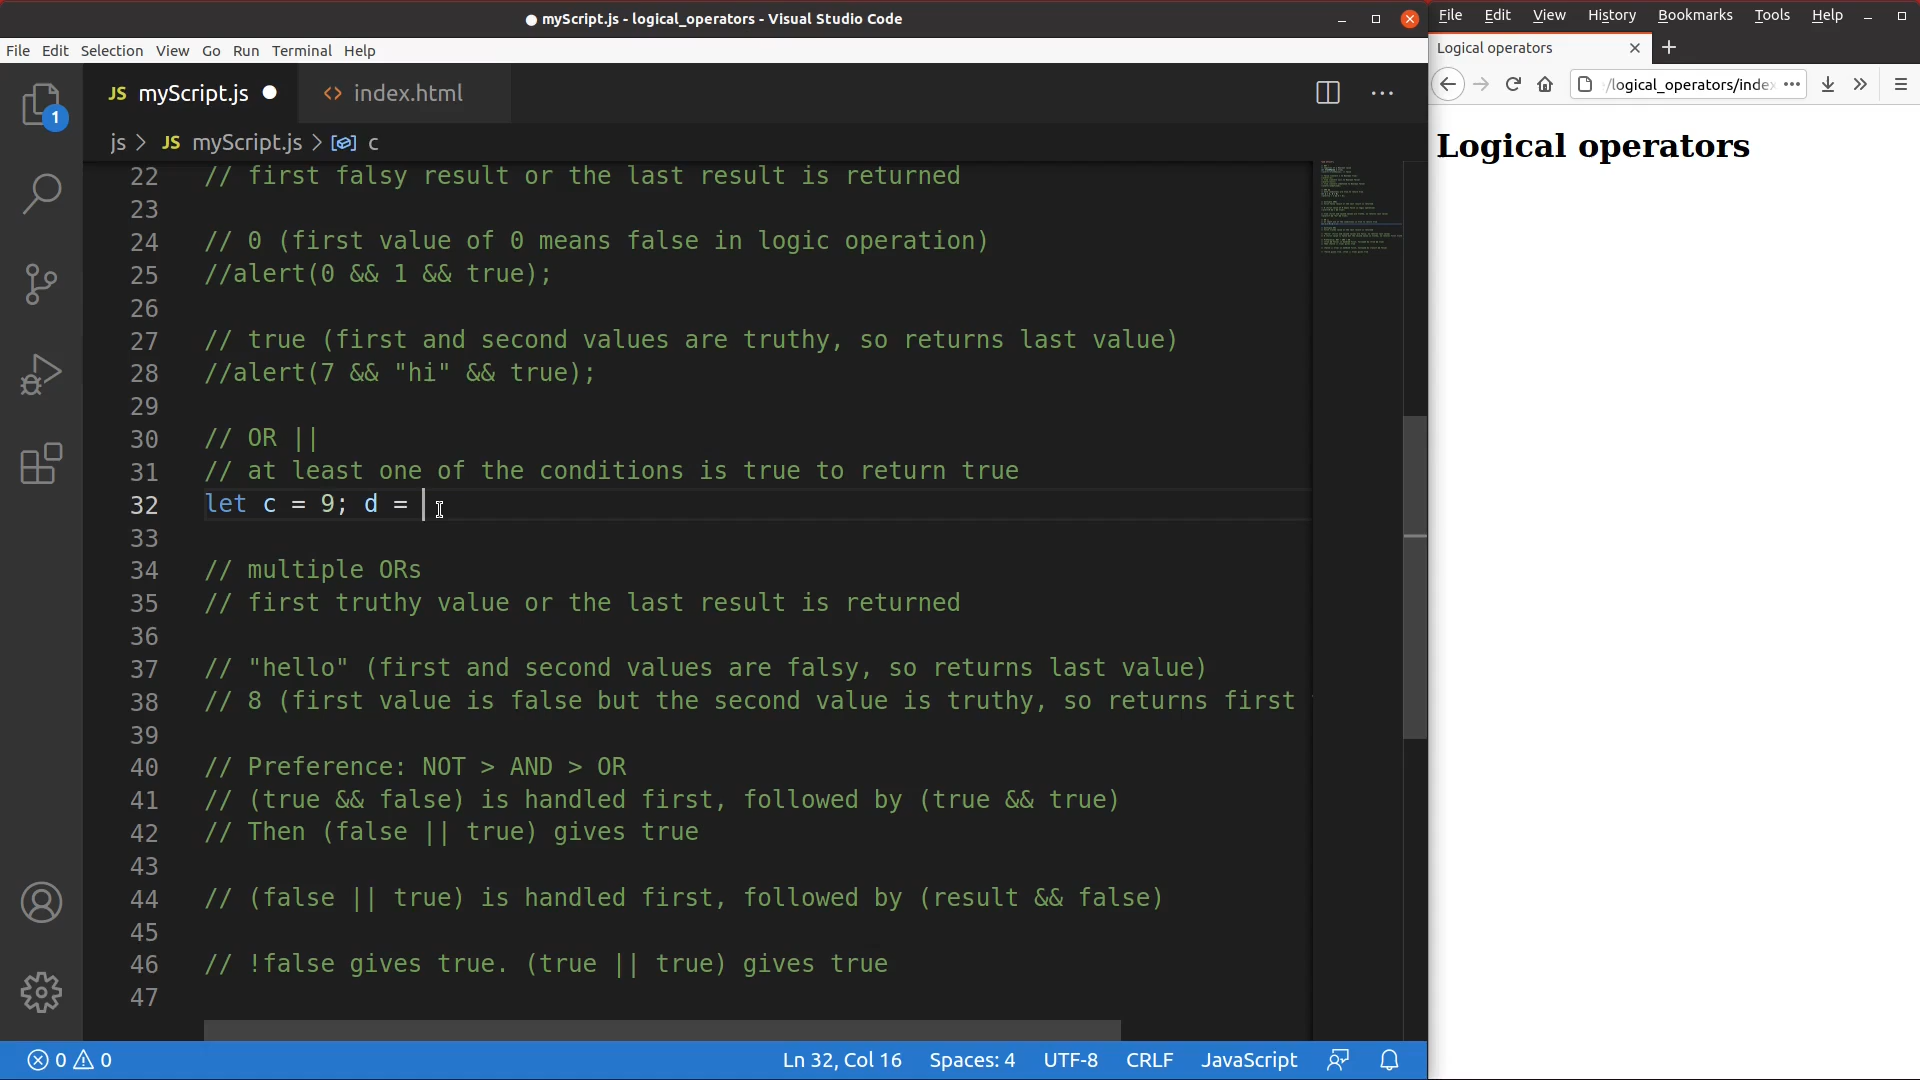 myScript.js - logical_operators - Visual Studio Code
File Edit Selection View Go Run Terminal Help
JS myScript.js index.html
js > JS myScript.js > c
1
22 // first falsy result or the last result is returned
23
24 // 0 (first value of 0 means false in logic operation)
25 //alert(0 && 1 && true);
26
27 // true (first and second values are truthy, so returns last value)
28 //alert(7 && "hi" && true);
29
30 // OR ||
31 // at least one of the conditions is true to return true
32 let c = 9; d =
33
34 // multiple ORs
35 // first truthy value or the last result is returned
36
37 // "hello" (first and second values are falsy, so returns last value)
38 // 8 (first value is false but the second value is truthy, so returns first
39
40 // Preference: NOT > AND > OR
41 // (true && false) is handled first, followed by (true && true)
42 // Then (false || true) gives true
43
44 // (false || true) is handled first, followed by (result && false)
45
46 // !false gives true. (true || true) gives true
47
0 0 Ln 32, Col 16 Spaces: 4 UTF-8 CRLF JavaScript
File Edit View History Bookmarks Tools Help
Logical operators
/logical_operators/inde
Logical operators